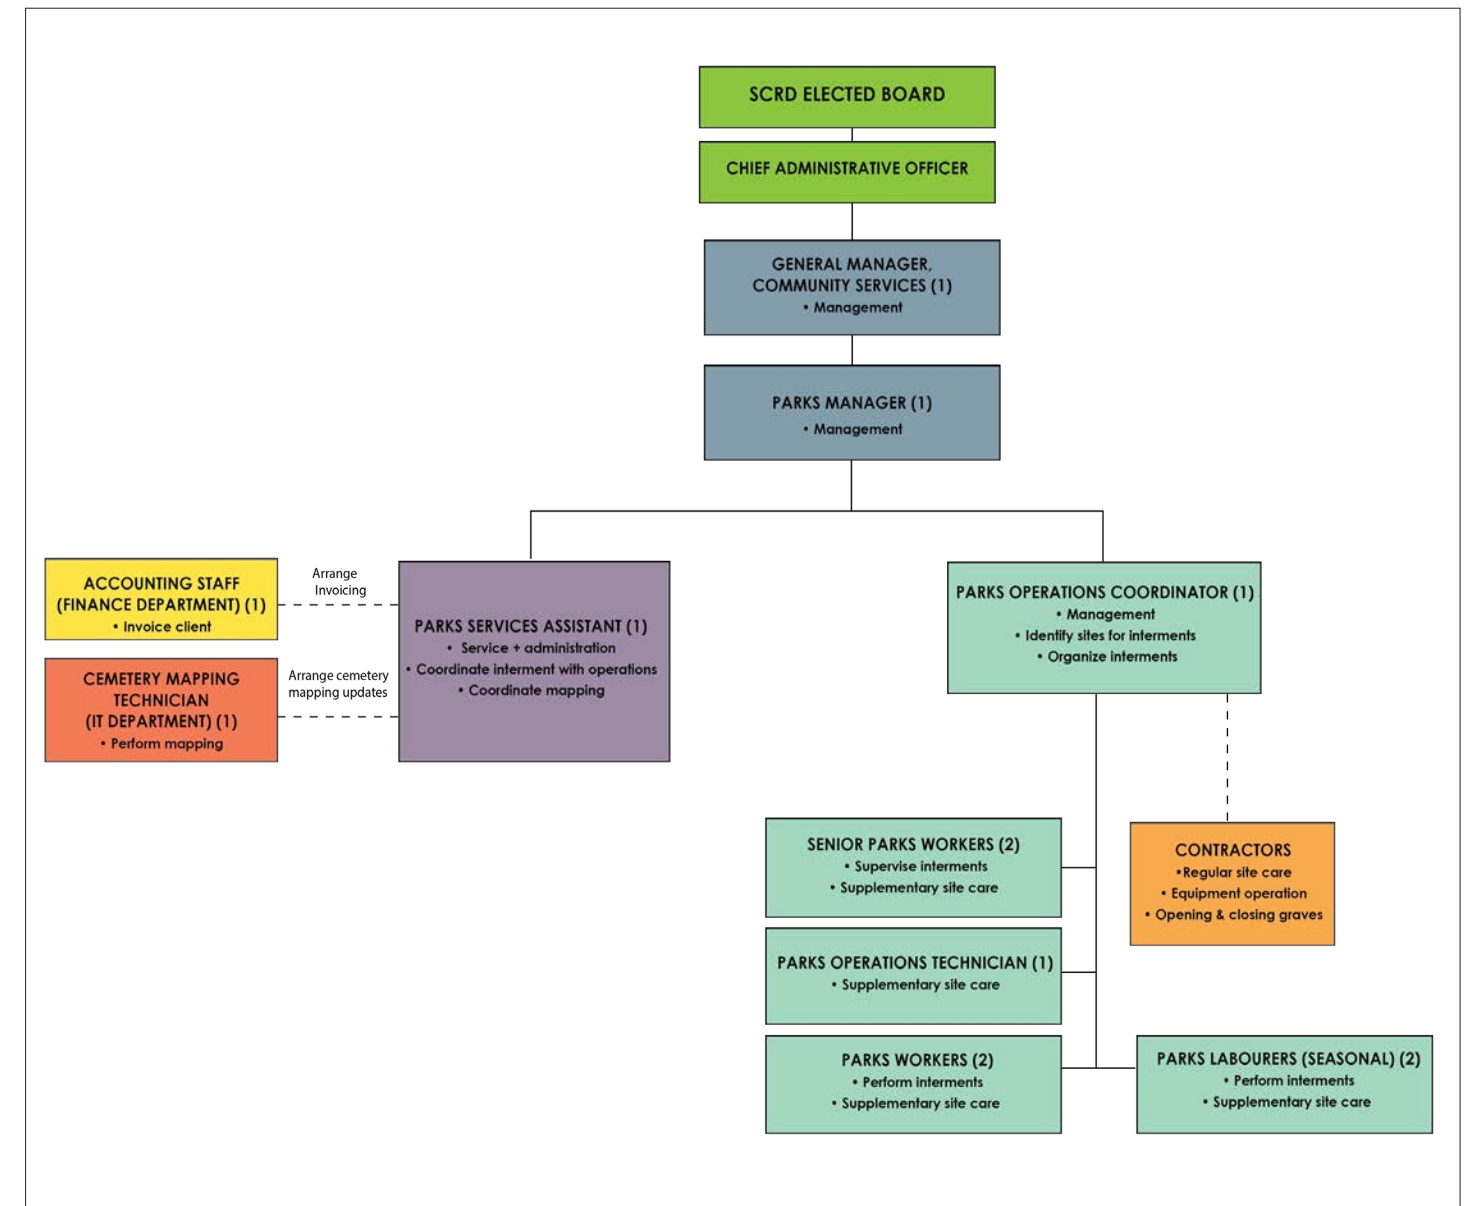 SCRD ELECTED BOARD
CHIEF ADMINISTRATIVE OFFICER
GENERAL MANAGER,
COMMUNITY SERVICES (1)
• Management
PARKS MANAGER (1)
• Management
ACCOUNTING STAFF
(FINANCE DEPARTMENT) (1)
• Invoice client
Arrange
Invoicing
CEMETERY MAPPING
TECHNICIAN
(IT DEPARTMENT) (1)
• Perform mapping
Arrange cemetery
mapping updates
PARKS SERVICES ASSISTANT (1)
• Service + administration
• Coordinate interment with operations
• Coordinate mapping
PARKS OPERATIONS COORDINATOR (1)
• Management
• Identify sites for interments
• Organize interments
SENIOR PARKS WORKERS (2)
• Supervise interments
• Supplementary site care
CONTRACTORS
•Regular site care
• Equipment operation
• Opening & closing graves
PARKS OPERATIONS TECHNICIAN (1)
• Supplementary site care
PARKS WORKERS (2)
• Perform interments
• Supplementary site care
PARKS LABOURERS (SEASONAL) (2)
• Perform interments
• Supplementary site care